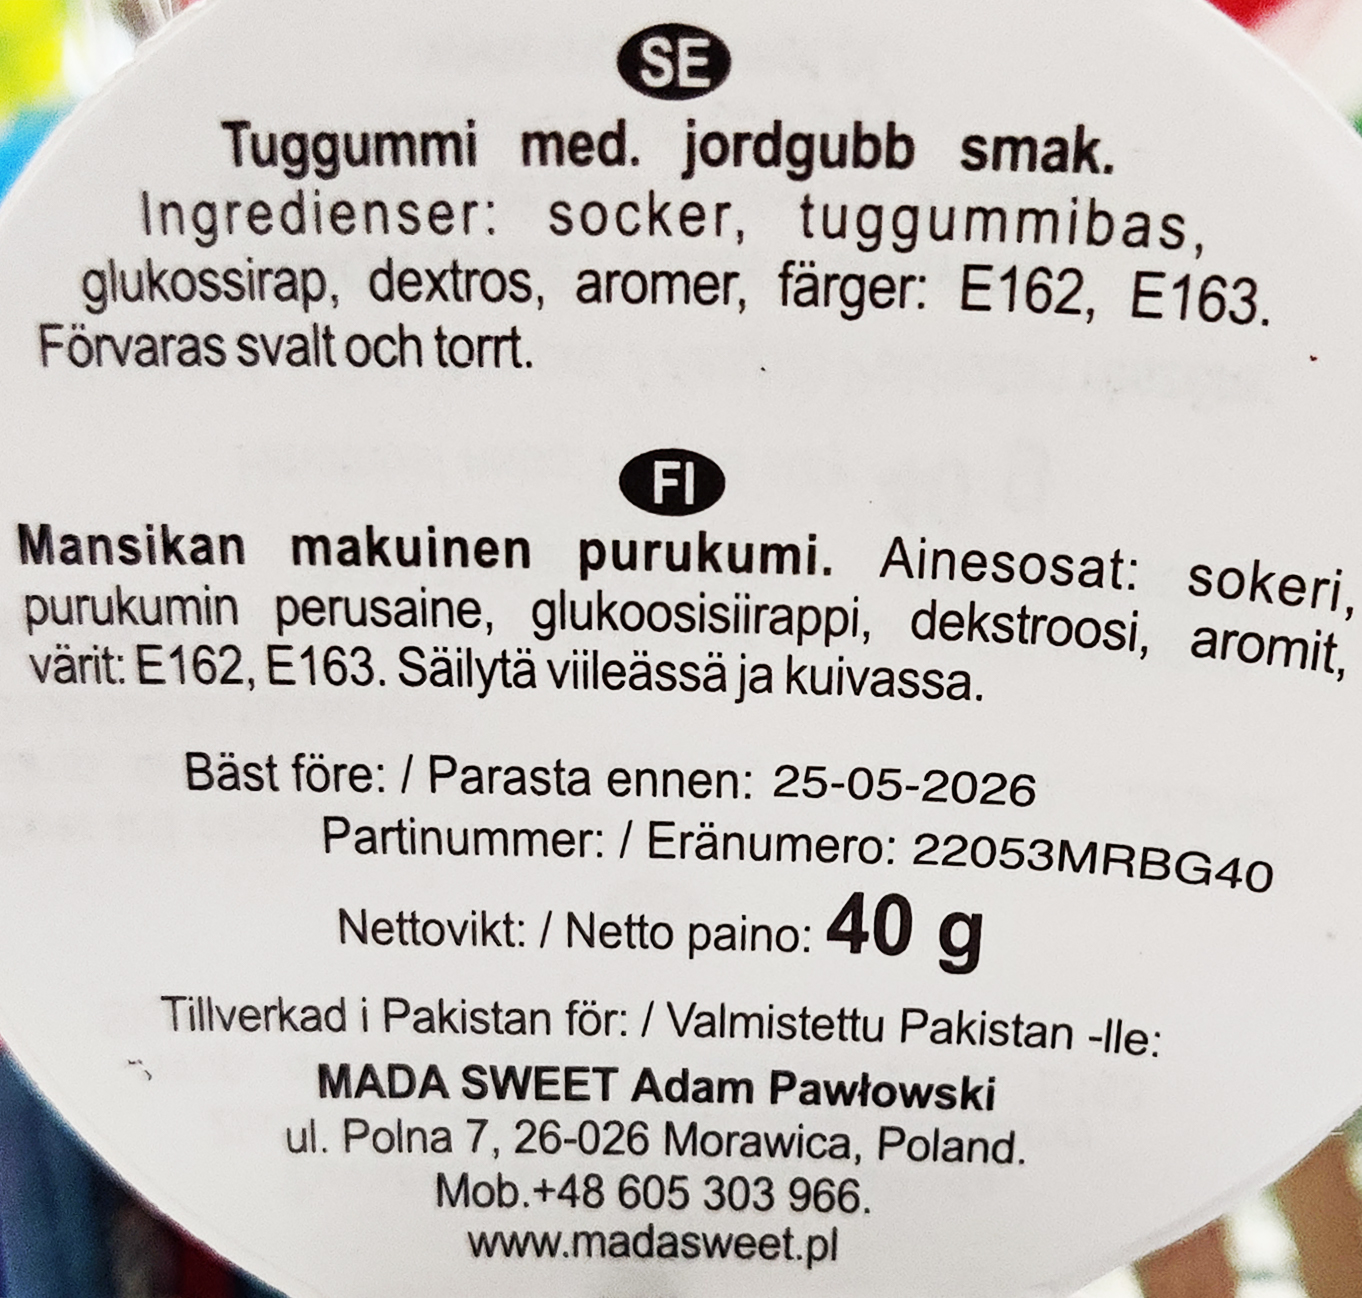 SE
Tuggummi med. jordgubb smak.
Ingredienser: socker, tuggummibas,
glukossirap, dextros, aromer, färger: E162, E163.
Förvaras svalt och torrt.
FI
Mansikan makuinen purukumi. Ainesosat: sokeri,
purukumin perusaine, glukoosisiirappi, dekstroosi, aromit,
värit: E162, E163. Säilytä viileässä ja kuivassa.
Bäst före: / Parasta ennen: 25-05-2026
Partinummer: / Eränumero: 22053MRBG40
Nettovikt: / Netto paino: 40 g
Tillverkad i Pakistan för: / Valmistettu Pakistan -lle:
MADA SWEET Adam Pawłowski
ul. Polna 7, 26-026 Morawica, Poland.
Mob.+48 605 303 966.
www.madasweet.pl